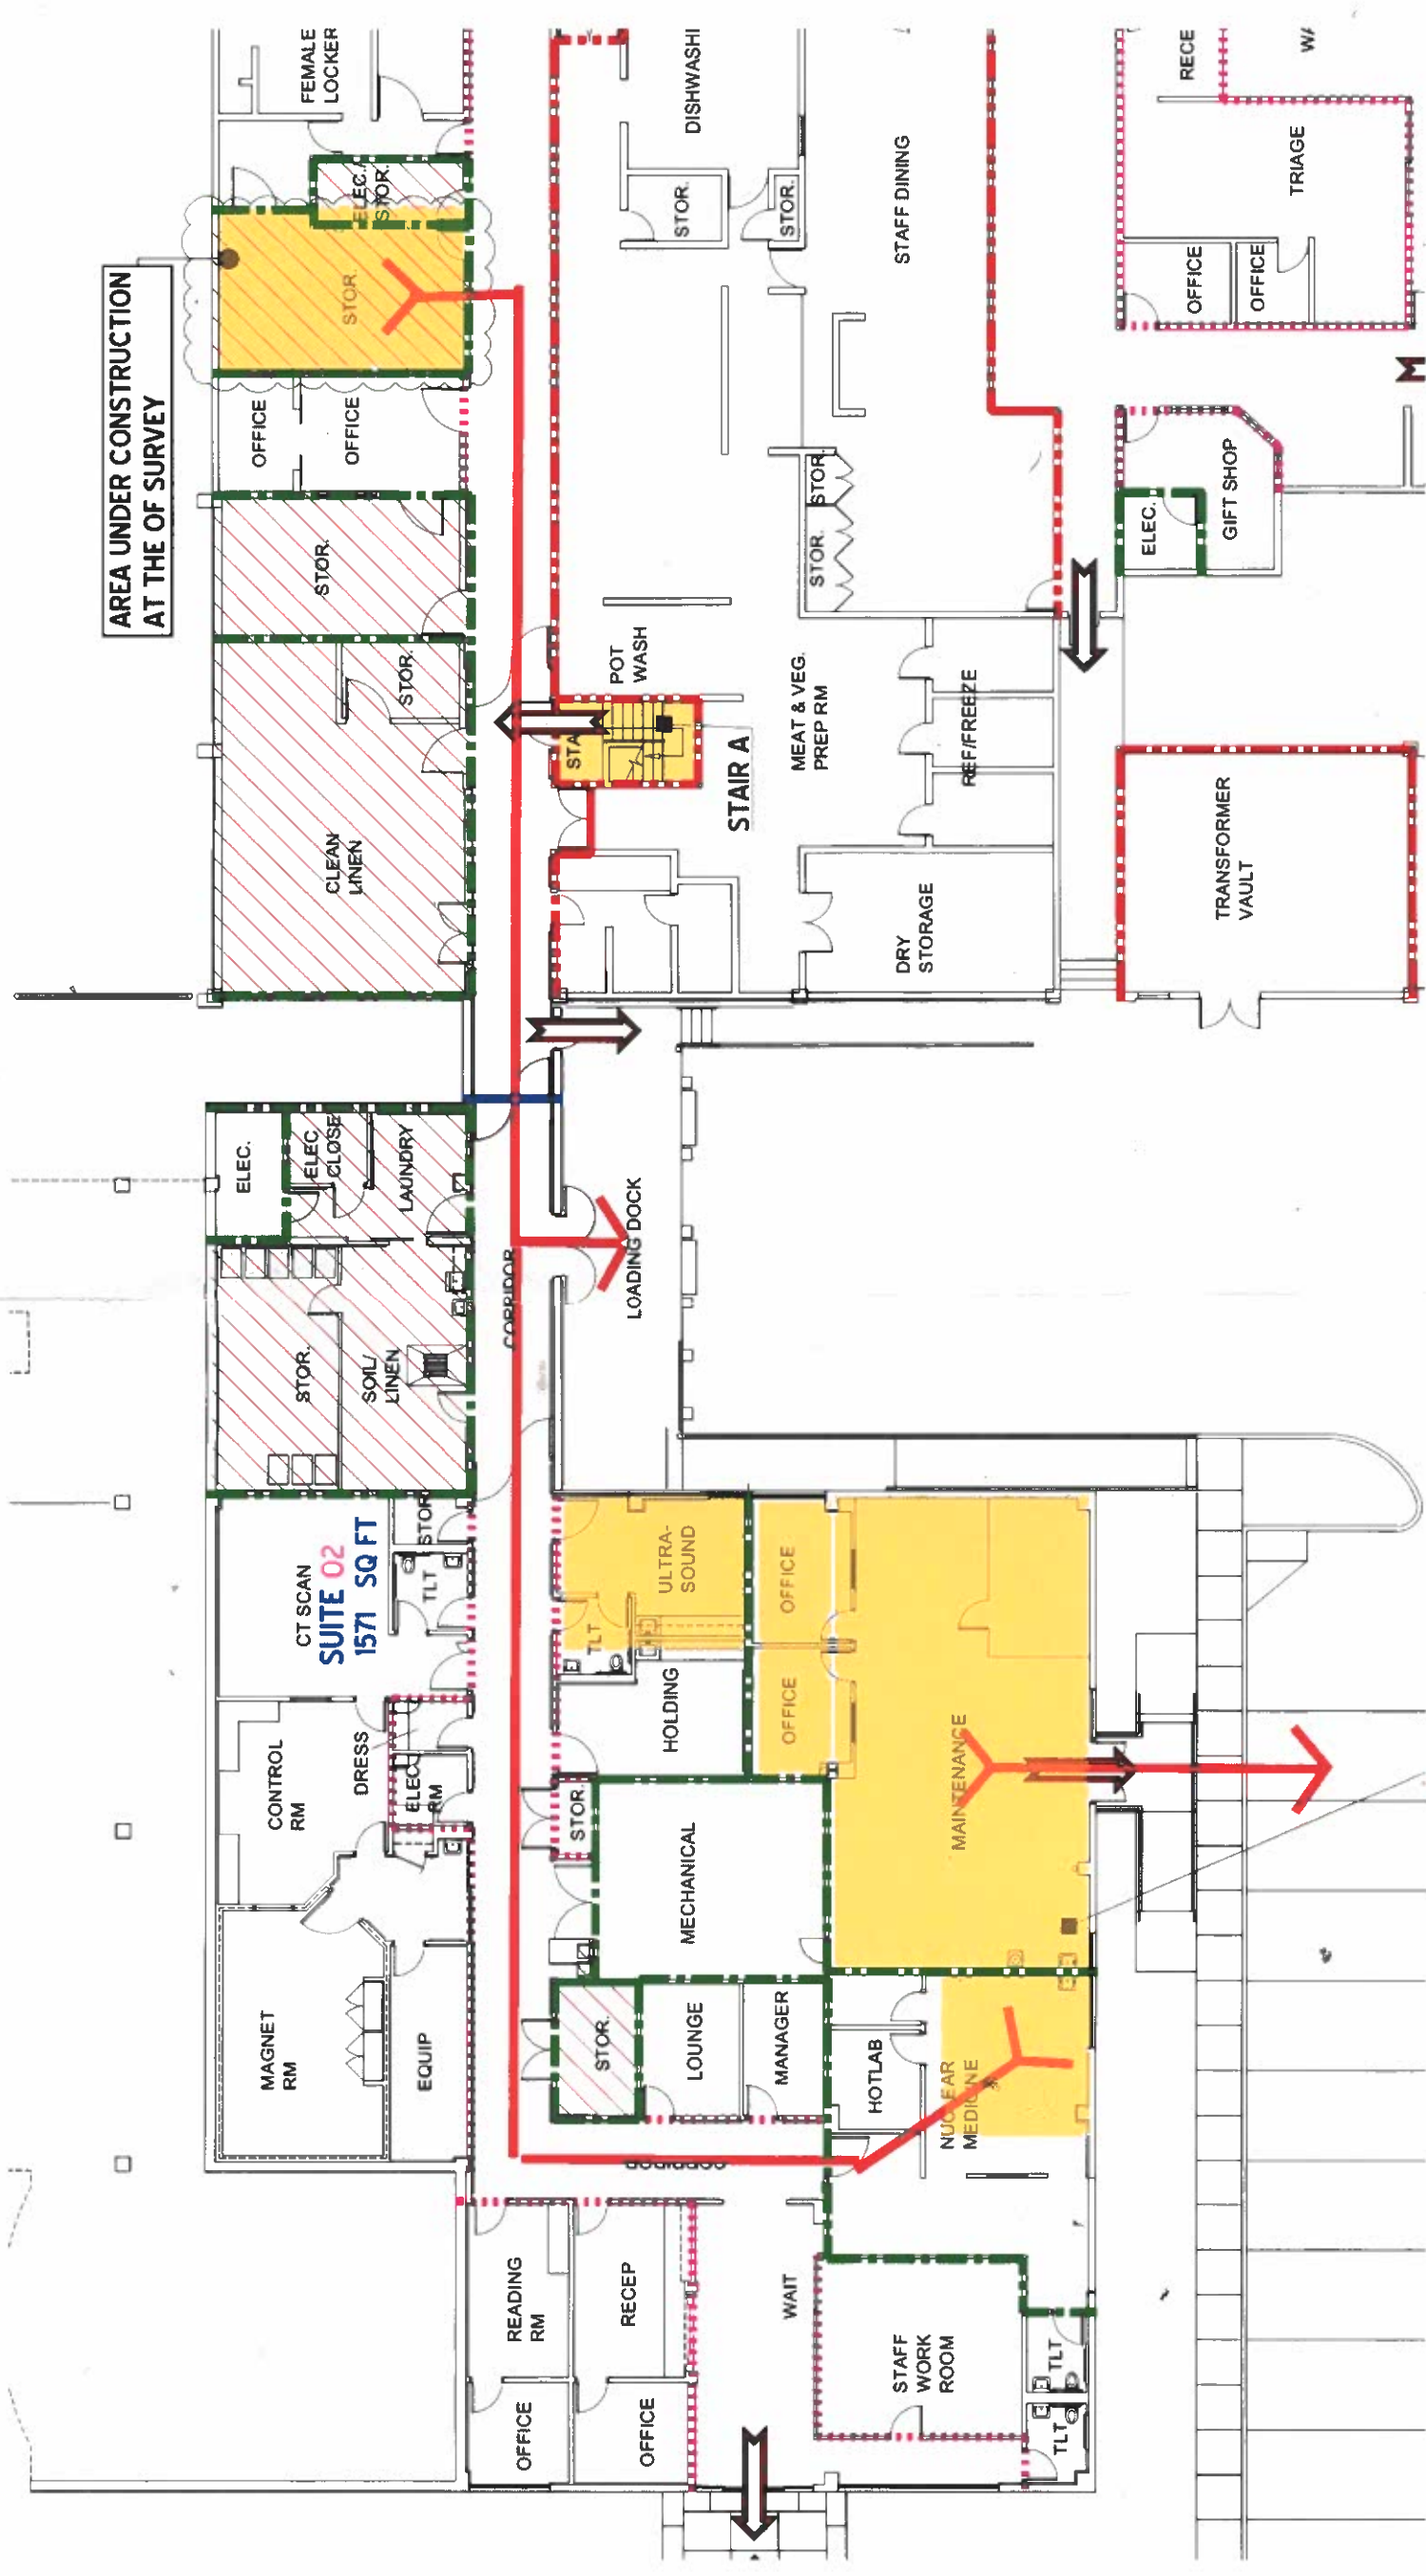 FEMALE
LOCKER
ELEC./
STOR.
STOR.
AREA UNDER CONSTRUCTION
AT THE OF SURVEY
OFFICE
OFFICE
STOR.
STOR.
CLEAN
LINEN
DISHWASHI
STOR.
STOR.
STAFF DINING
STOR.
STOR.
POT
WASH
STA
STAIR A
MEAT & VEG.
PREP RM
REF/FREEZE
DRY
STORAGE
RECE
TRIAGE
OFFICE
OFFICE
M
GIFT SHOP
ELEC.
TRANSFORMER
VAULT
ELEC.
ELEC
CLOSE
LAUNDRY
STOR.
SOIL/
LINEN
CORRIDOR
LOADING DOCK
CT SCAN
SUITE 02
1571 SQ FT
STOR
TLT
CONTROL
RM
DRESS
ELEC
RM
MAGNET
RM
EQUIP
ULTRA-
SOUND
TLT
HOLDING
OFFICE
OFFICE
MAINTENANCE
STOR.
MECHANICAL
STOR.
LOUNGE
MANAGER
HOTLAB
NUCLEAR
MEDICINE
CORRIDOR
READING
RM
RECEP
OFFICE
OFFICE
WAIT
STAFF
WORK
ROOM
TLT
TLT